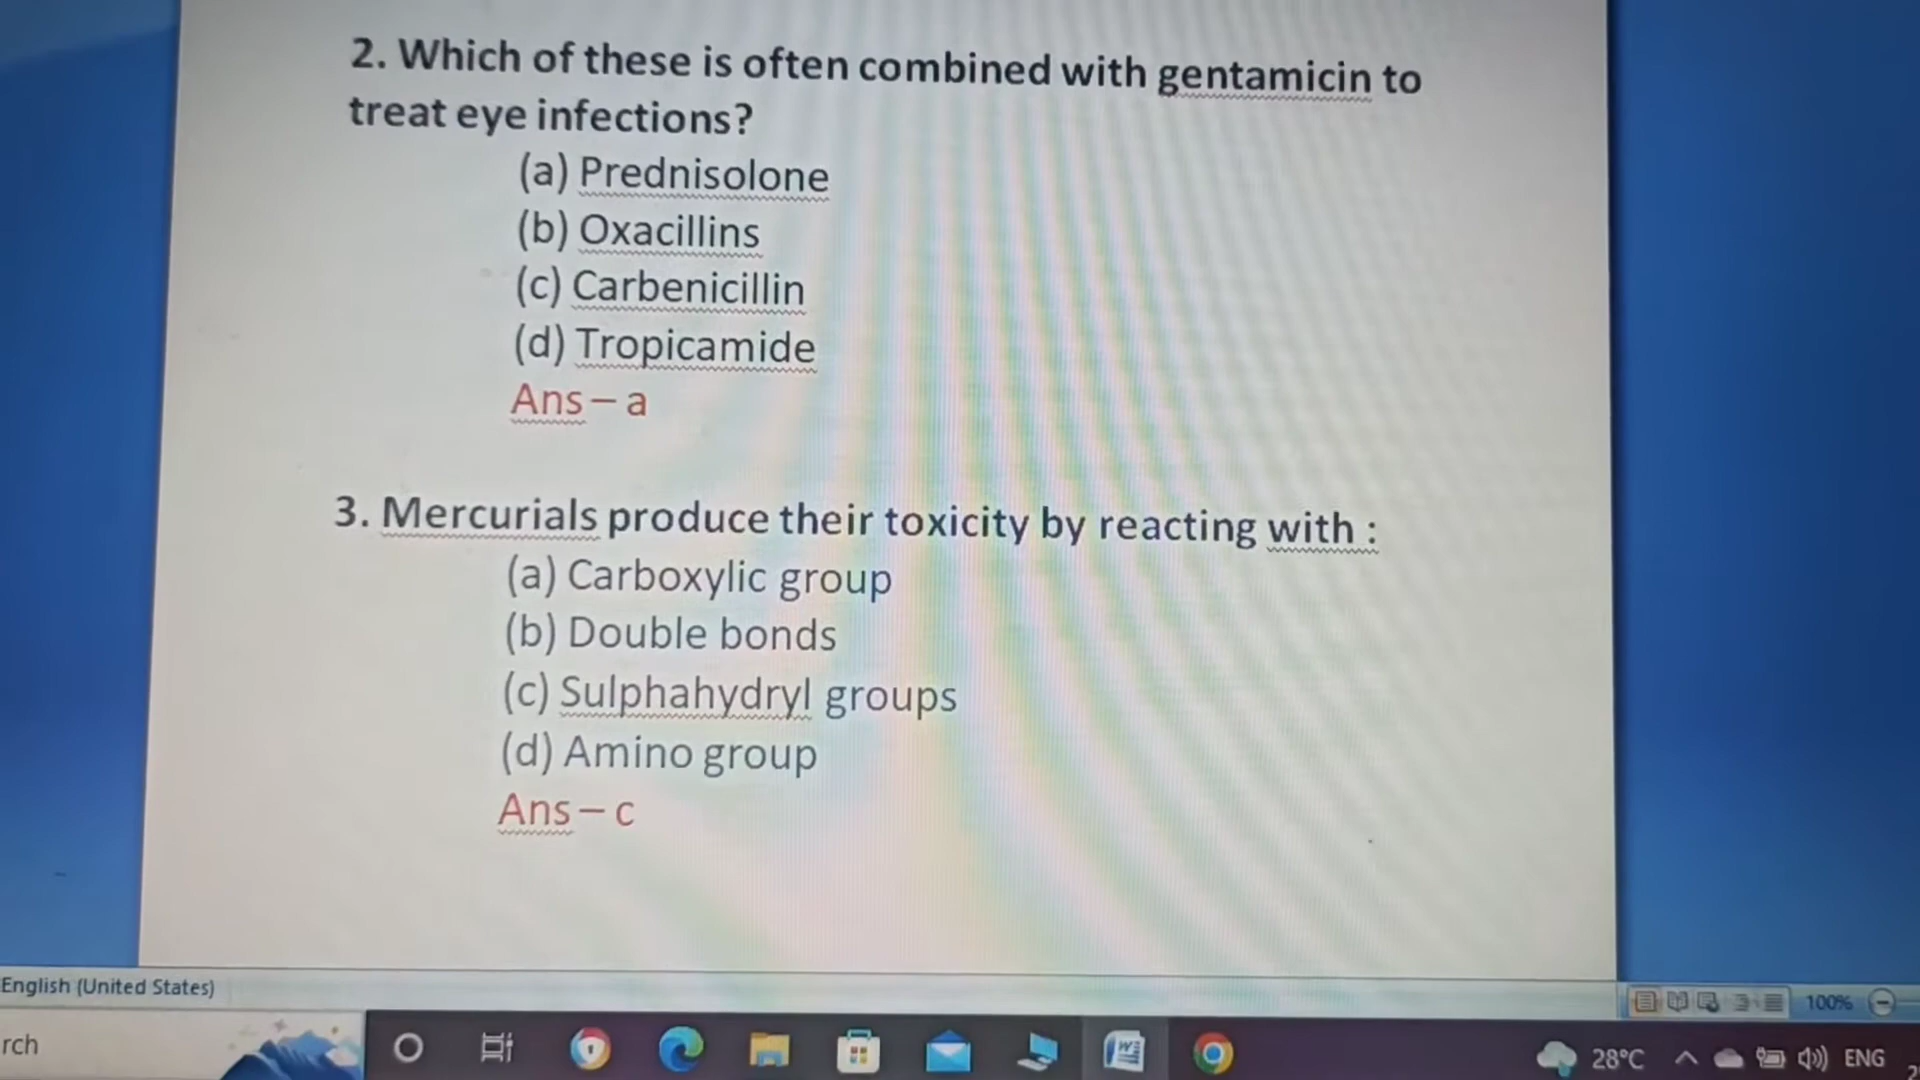 2. Which of these is often combined with gentamicin to
treat eye infections?
(a) Prednisolone
(b) Oxacillins
(c) Carbenicillin
(d) Tropicamide
Ans – a
3. Mercurials produce their toxicity by reacting with :
(a) Carboxylic group
(b) Double bonds
(c) Sulphahydryl groups
(d) Amino group
Ans – c
English (United States)
100%
rch
28°C
ENG